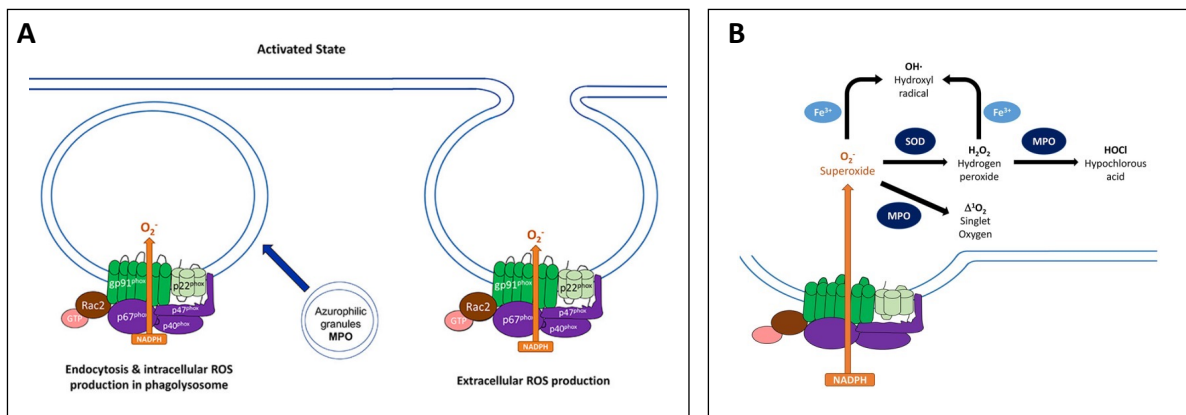 A
Activated State
O₂⁻
gp91phox
p22phox
Rac2
GTP
p67phox
p47phox
p40phox
NADPH
Azurophilic
granules
MPO
Endocytosis & intracellular ROS
production in phagolysosome
O₂⁻
gp91phox
p22phox
Rac2
GTP
p67phox
p47phox
p40phox
NADPH
Extracellular ROS production
B
OH·
Hydroxyl
radical
Fe³⁺
Fe³⁺
O₂⁻
Superoxide
SOD
H₂O₂
Hydrogen
peroxide
MPO
HOCl
Hypochlorous
acid
MPO
Δ¹O₂
Singlet
Oxygen
NADPH